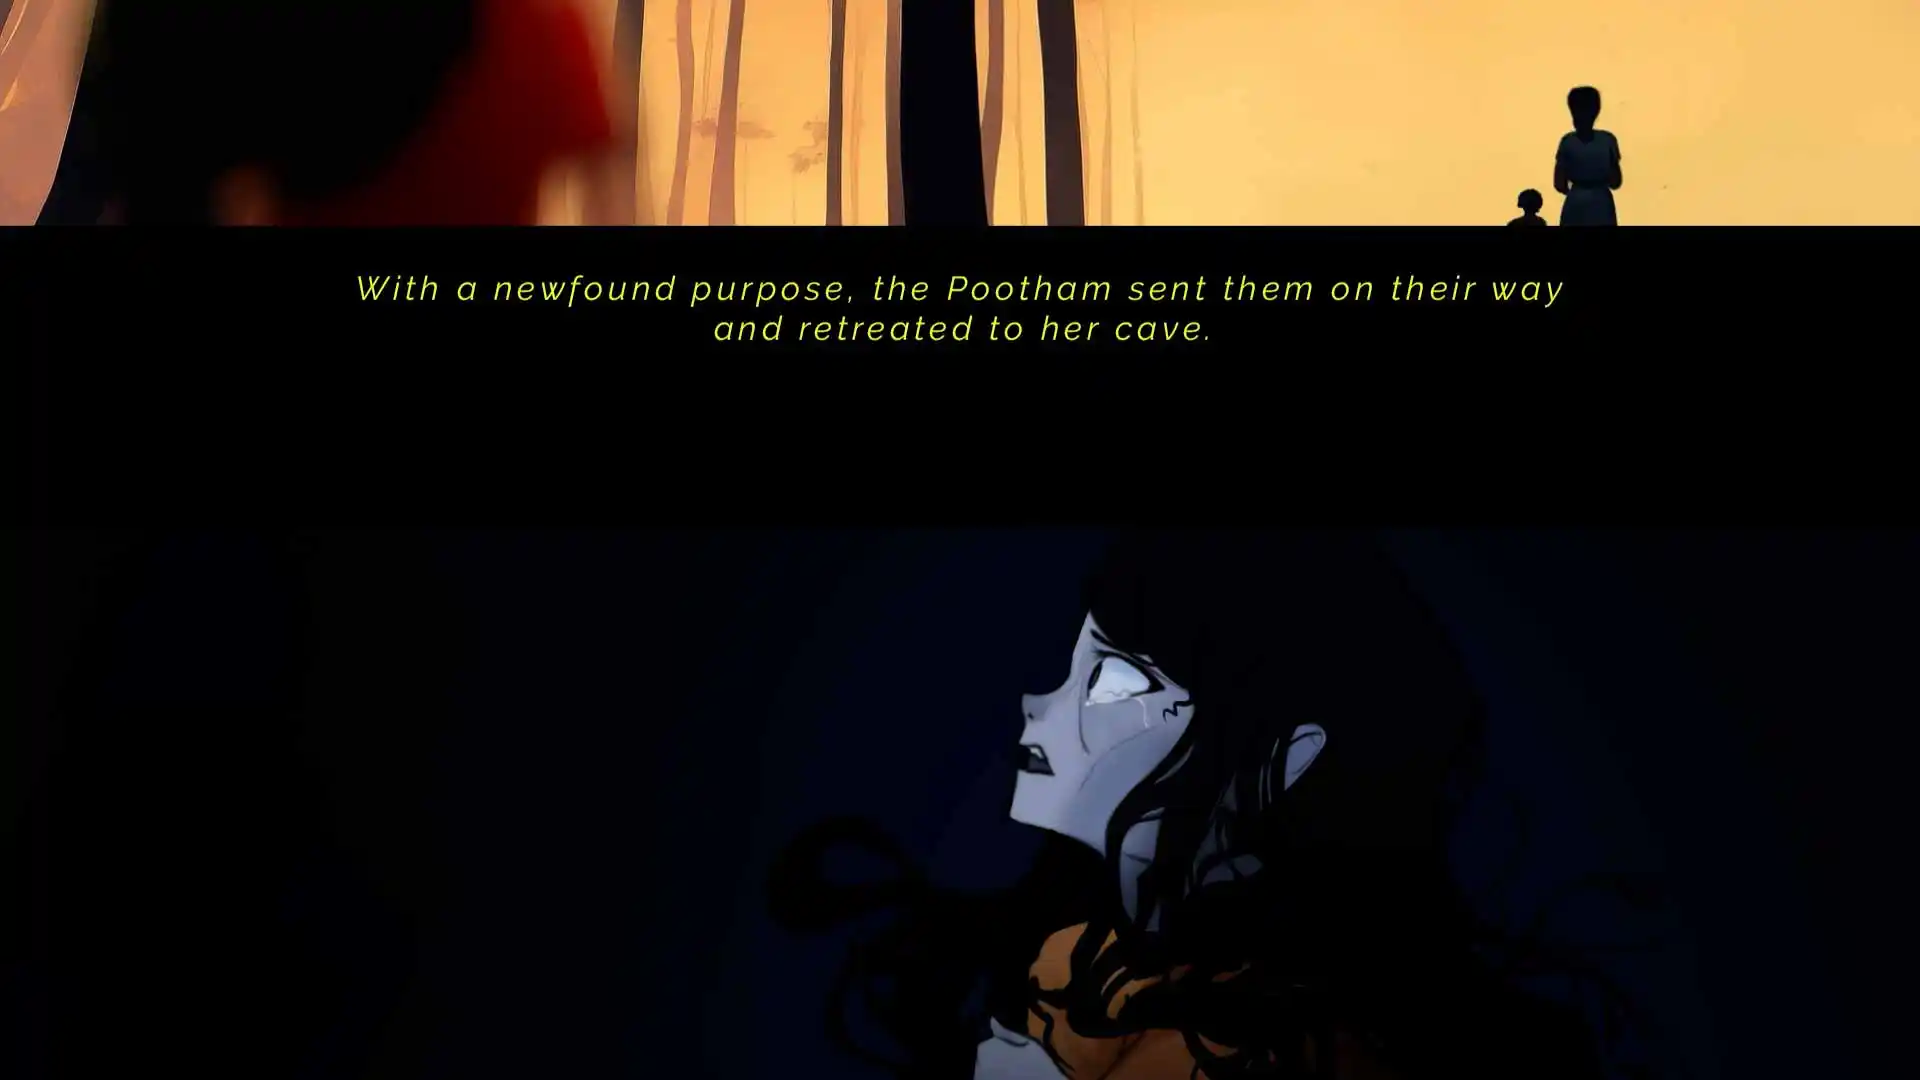 With a newfound purpose, the Pootham sent them on their way
and retreated to her cave.